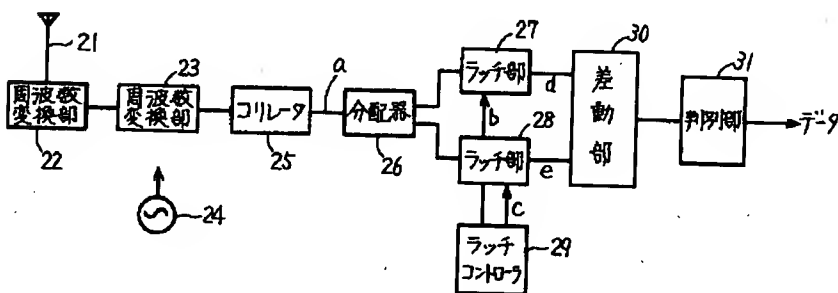 21
周波数
変換部
22
23
周波数
変換部
24
コリレータ
25
a
分配器
26
27
ラッチ部
d
b
28
ラッチ部
e
c
ラッチ
コントローラ
29
30
差動部
31
判別部
データ